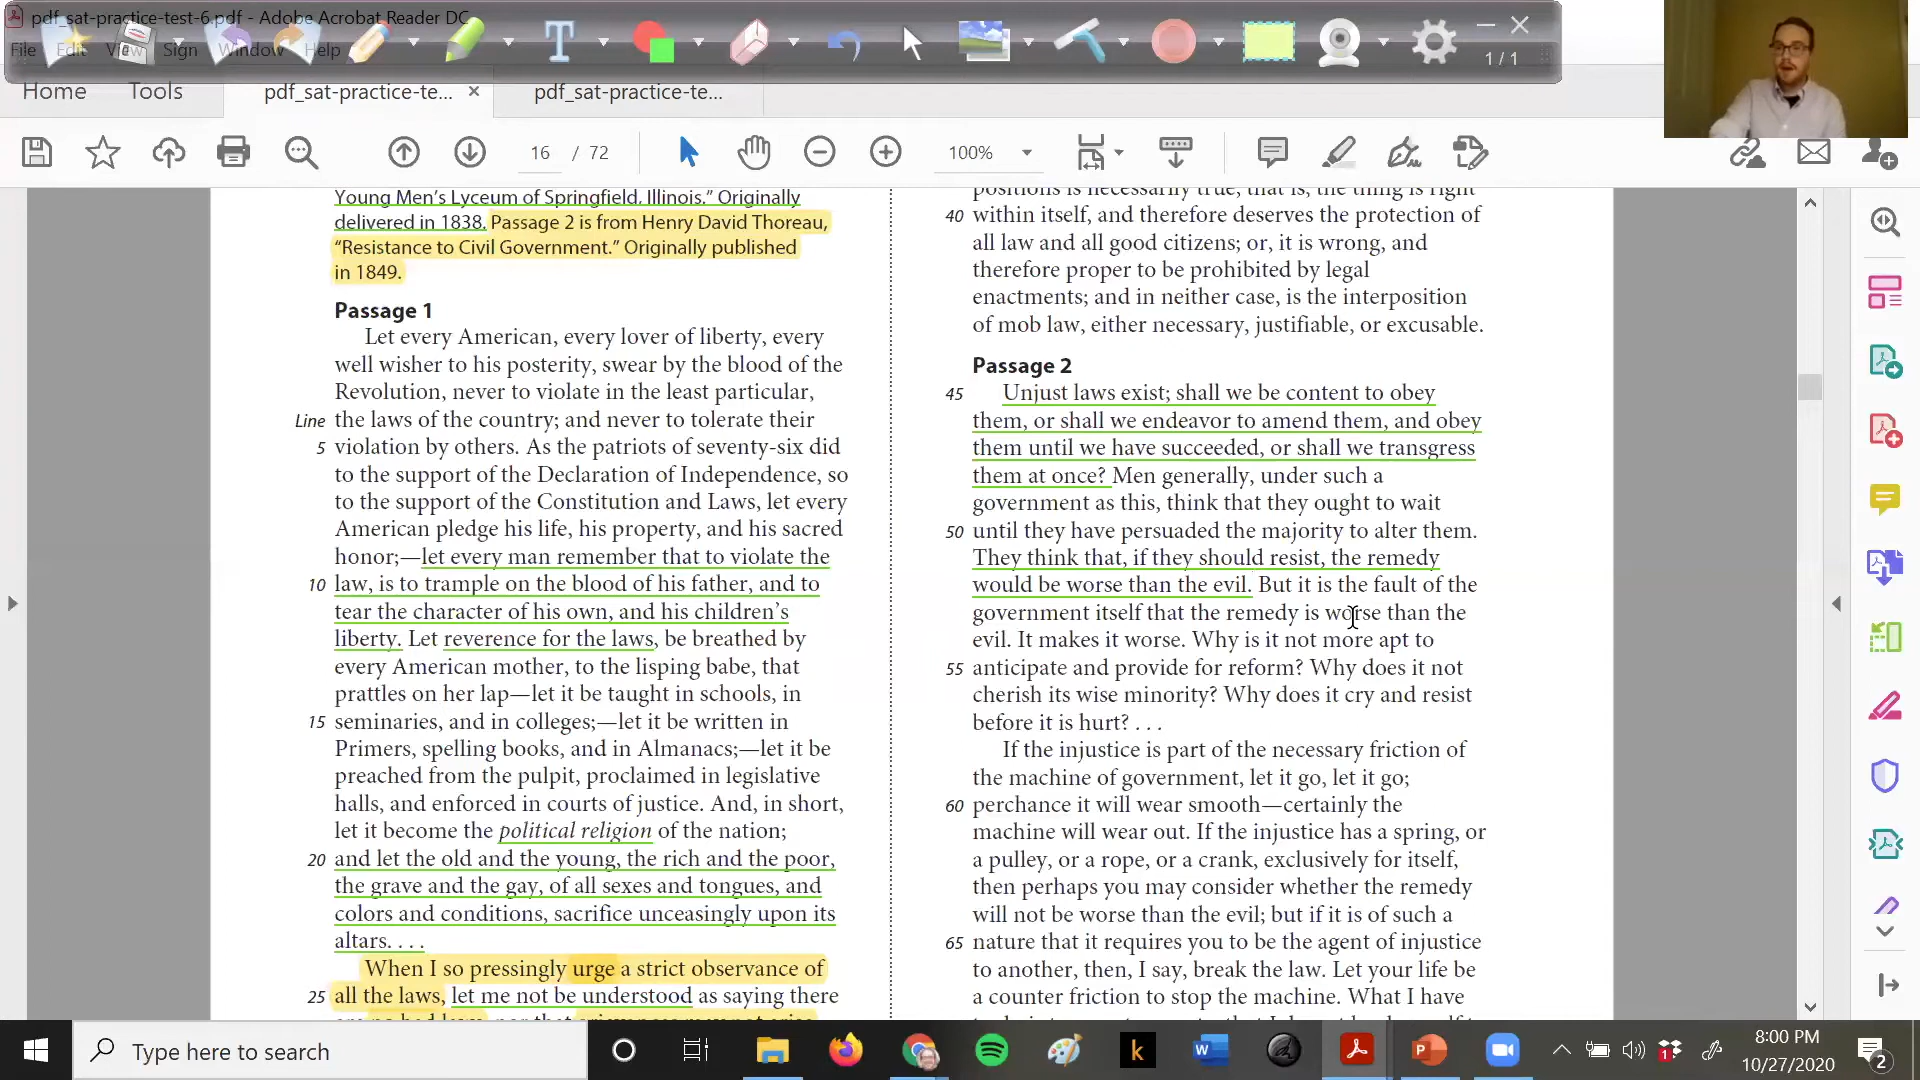 pdf_sat-practice-test-6.pdf - Adobe Acrobat Reader DC
File Edit View Sign Window Help
1/1
Home Tools pdf_sat-practice-te... × pdf_sat-practice-te...
16 / 72 100%
Young Men's Lyceum of Springfield, Illinois." Originally
delivered in 1838. Passage 2 is from Henry David Thoreau,
"Resistance to Civil Government." Originally published
in 1849.
Passage 1
Let every American, every lover of liberty, every
well wisher to his posterity, swear by the blood of the
Revolution, never to violate in the least particular,
Line the laws of the country; and never to tolerate their
5 violation by others. As the patriots of seventy-six did
to the support of the Declaration of Independence, so
to the support of the Constitution and Laws, let every
American pledge his life, his property, and his sacred
honor;—let every man remember that to violate the
10 law, is to trample on the blood of his father, and to
tear the character of his own, and his children's
liberty. Let reverence for the laws, be breathed by
every American mother, to the lisping babe, that
prattles on her lap—let it be taught in schools, in
15 seminaries, and in colleges;—let it be written in
Primers, spelling books, and in Almanacs;—let it be
preached from the pulpit, proclaimed in legislative
halls, and enforced in courts of justice. And, in short,
let it become the political religion of the nation;
20 and let the old and the young, the rich and the poor,
the grave and the gay, of all sexes and tongues, and
colors and conditions, sacrifice unceasingly upon its
altars. . . .
When I so pressingly urge a strict observance of
25 all the laws, let me not be understood as saying there
positions is necessarily true; that is, the thing is right
40 within itself, and therefore deserves the protection of
all law and all good citizens; or, it is wrong, and
therefore proper to be prohibited by legal
enactments; and in neither case, is the interposition
of mob law, either necessary, justifiable, or excusable.
Passage 2
45 Unjust laws exist; shall we be content to obey
them, or shall we endeavor to amend them, and obey
them until we have succeeded, or shall we transgress
them at once? Men generally, under such a
government as this, think that they ought to wait
50 until they have persuaded the majority to alter them.
They think that, if they should resist, the remedy
would be worse than the evil. But it is the fault of the
government itself that the remedy is worse than the
evil. It makes it worse. Why is it not more apt to
55 anticipate and provide for reform? Why does it not
cherish its wise minority? Why does it cry and resist
before it is hurt? . . .
If the injustice is part of the necessary friction of
the machine of government, let it go, let it go;
60 perchance it will wear smooth—certainly the
machine will wear out. If the injustice has a spring, or
a pulley, or a rope, or a crank, exclusively for itself,
then perhaps you may consider whether the remedy
will not be worse than the evil; but if it is of such a
65 nature that it requires you to be the agent of injustice
to another, then, I say, break the law. Let your life be
a counter friction to stop the machine. What I have
Type here to search
8:00 PM
10/27/2020
2